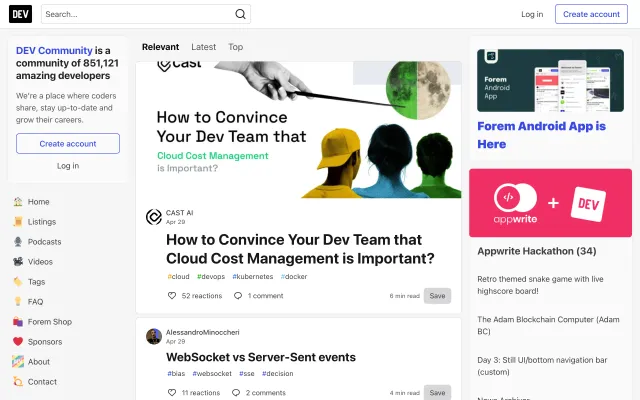 DEV
Search...
Log in
Create account
DEV Community is a
community of 851,121
amazing developers
We're a place where coders
share, stay up-to-date and
grow their careers.
Create account
Log in
Home
Listings
Podcasts
Videos
Tags
FAQ
Forem Shop
Sponsors
About
Contact
Relevant
Latest
Top
cast
How to Convince
Your Dev Team that
Cloud Cost Management
is Important?
CAST AI
Apr 29
How to Convince Your Dev Team that
Cloud Cost Management is Important?
#cloud #devops #kubernetes #docker
52 reactions
1 comment
6 min read
Save
AlessandroMinoccheri
Apr 29
WebSocket vs Server-Sent events
#bias #websocket #sse #decision
11 reactions
2 comments
4 min read
Save
Forem
Android
App
Forem Android App is
Here
appwrite + DEV
Appwrite Hackathon (34)
Retro themed snake game with live
highscore board!
The Adam Blockchain Computer (Adam
BC)
Day 3: Still UI/bottom navigation bar
(custom)